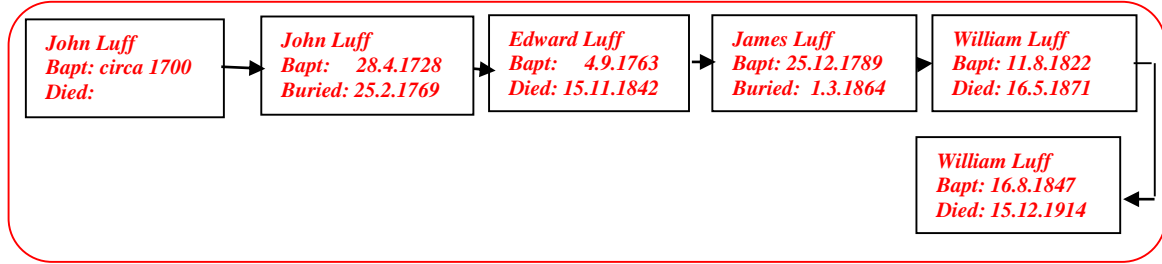 John Luff
Bapt: circa 1700
Died:
John Luff
Bapt: 28.4.1728
Buried: 25.2.1769
Edward Luff
Bapt: 4.9.1763
Died: 15.11.1842
James Luff
Bapt: 25.12.1789
Buried: 1.3.1864
William Luff
Bapt: 11.8.1822
Died: 16.5.1871
William Luff
Bapt: 16.8.1847
Died: 15.12.1914